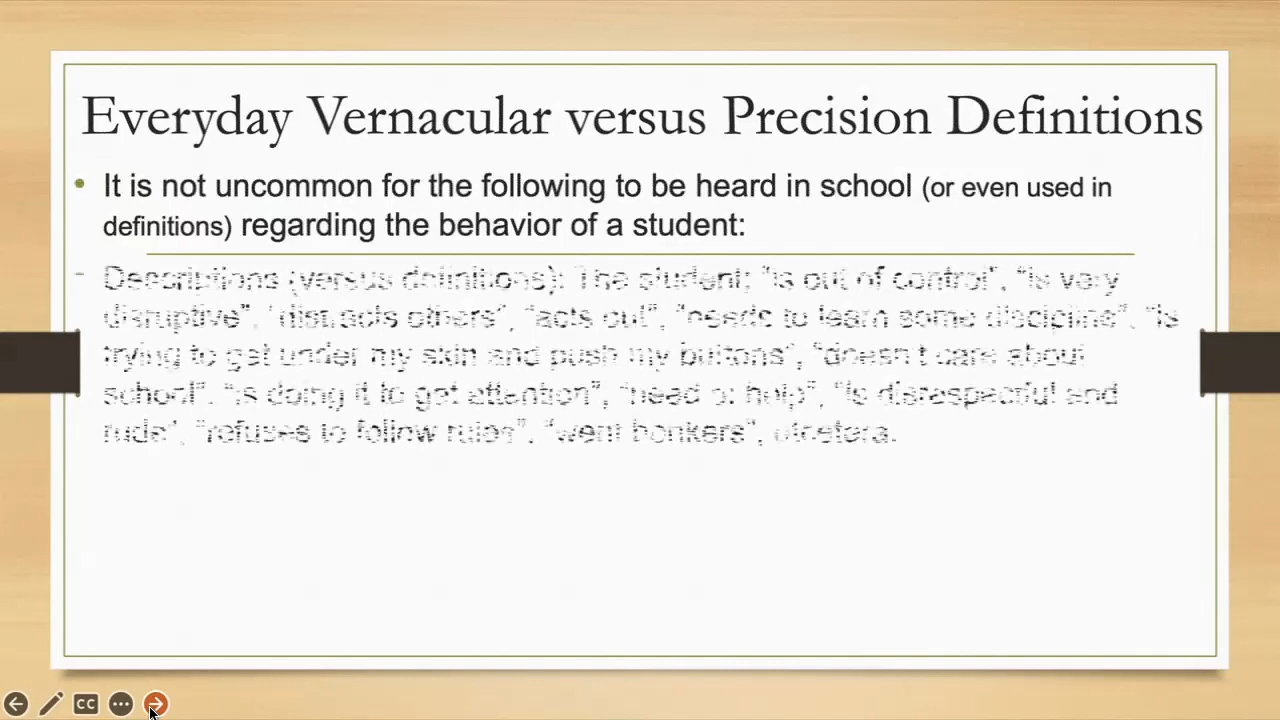 Everyday Vernacular versus Precision Definitions
• It is not uncommon for the following to be heard in school (or even used in
definitions) regarding the behavior of a student:
- Descriptions (versus definitions): The student; “is out of control”, “is very
disruptive”, “distracts others”, “acts out”, “needs to learn some discipline”, “is
trying to get under my skin and push my buttons”, “doesn’t care about
school”, “is doing it to get attention”, “need or help”, “is disrespectful and
rude”, “refuses to follow rules”, “went bonkers”, etcetera.
CC